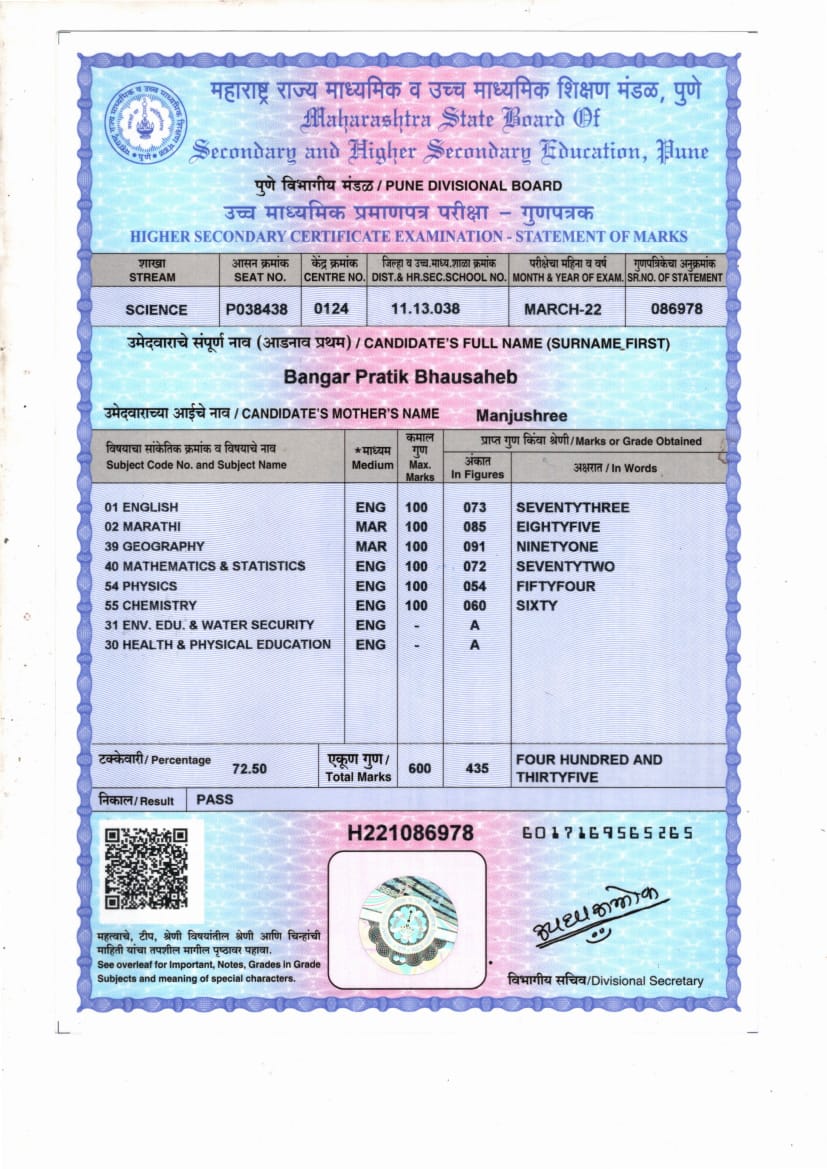 महाराष्ट्र राज्य माध्यमिक व उच्च माध्यमिक शिक्षण मंडळ, पुणे
Maharashtra State Board Of
Secondary and Higher Secondary Education, Pune
पुणे विभागीय मंडळ / PUNE DIVISIONAL BOARD
उच्च माध्यमिक प्रमाणपत्र परीक्षा - गुणपत्रक
HIGHER SECONDARY CERTIFICATE EXAMINATION - STATEMENT OF MARKS
शाखा आसन क्रमांक केंद्र क्रमांक जिल्हा व उच्च.माध्य.शाळा क्रमांक परीक्षेचा महिना व वर्ष गुणपत्रिकेचा अनुक्रमांक
STREAM SEAT NO. CENTRE NO. DIST.& HR.SEC.SCHOOL NO. MONTH & YEAR OF EXAM. SR.NO. OF STATEMENT
SCIENCE P038438 0124 11.13.038 MARCH-22 086978
उमेदवाराचे संपूर्ण नाव (आडनाव प्रथम) / CANDIDATE'S FULL NAME (SURNAME FIRST)
Bangar Pratik Bhausaheb
उमेदवाराच्या आईचे नाव / CANDIDATE'S MOTHER'S NAME Manjushree
विषयाचा सांकेतिक क्रमांक व विषयाचे नाव
Subject Code No. and Subject Name
*माध्यम
Medium
कमाल
गुण
Max.
Marks
प्राप्त गुण किंवा श्रेणी/Marks or Grade Obtained
अंकात
In Figures
अक्षरात / In Words
01 ENGLISH ENG 100 073 SEVENTYTHREE
02 MARATHI MAR 100 085 EIGHTYFIVE
39 GEOGRAPHY MAR 100 091 NINETYONE
40 MATHEMATICS & STATISTICS ENG 100 072 SEVENTYTWO
54 PHYSICS ENG 100 054 FIFTYFOUR
55 CHEMISTRY ENG 100 060 SIXTY
31 ENV. EDU. & WATER SECURITY ENG - A
30 HEALTH & PHYSICAL EDUCATION ENG - A
टक्केवारी/ Percentage 72.50
एकूण गुण/
Total Marks
600 435
FOUR HUNDRED AND
THIRTYFIVE
निकाल/ Result PASS
H221086978 6017169565265
महत्वाचे, टीप, श्रेणी विषयांतील श्रेणी आणि चिन्हांची
माहिती यांचा तपशील मागील पृष्ठावर पहावा.
See overleaf for Important, Notes, Grades in Grade
Subjects and meaning of special characters.
विभागीय सचिव/Divisional Secretary